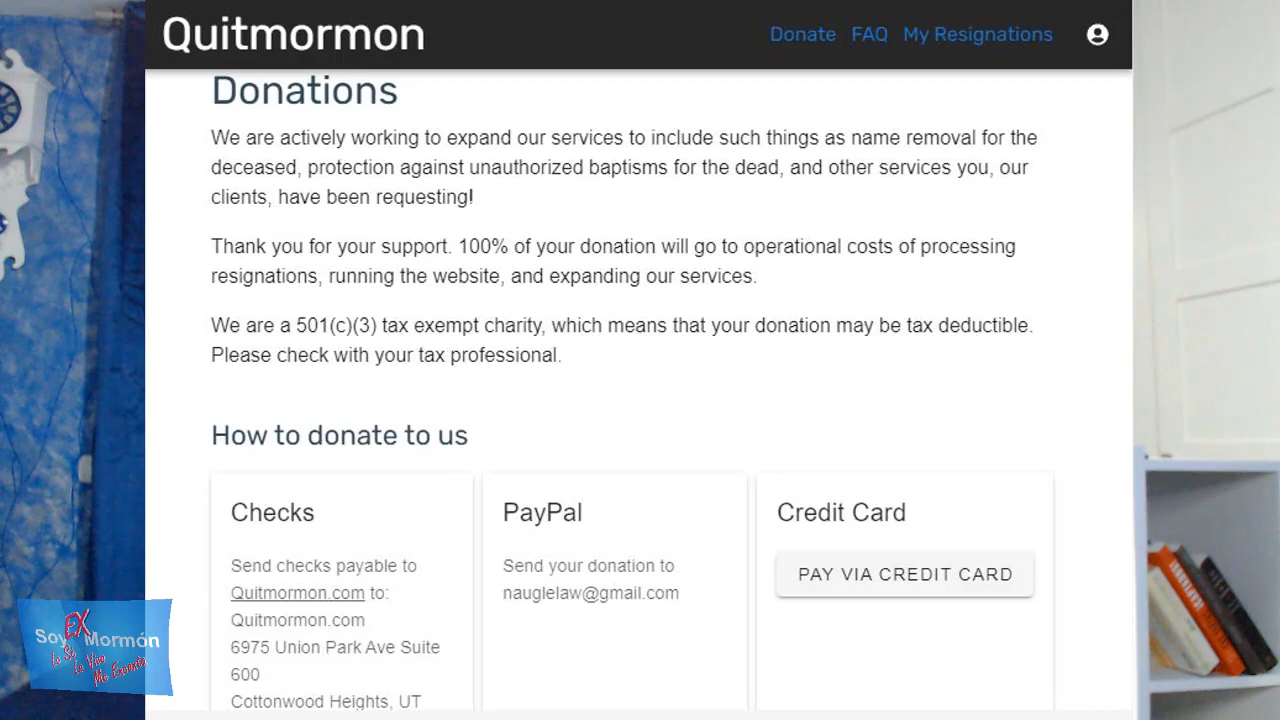 Quitmormon
Donate FAQ My Resignations
Donations
We are actively working to expand our services to include such things as name removal for the
deceased, protection against unauthorized baptisms for the dead, and other services you, our
clients, have been requesting!
Thank you for your support. 100% of your donation will go to operational costs of processing
resignations, running the website, and expanding our services.
We are a 501(c)(3) tax exempt charity, which means that your donation may be tax deductible.
Please check with your tax professional.
How to donate to us
Checks
Send checks payable to
Quitmormon.com to:
Quitmormon.com
6975 Union Park Ave Suite
600
Cottonwood Heights, UT
PayPal
Send your donation to
nauglelaw@gmail.com
Credit Card
PAY VIA CREDIT CARD
Soy EX Mormón